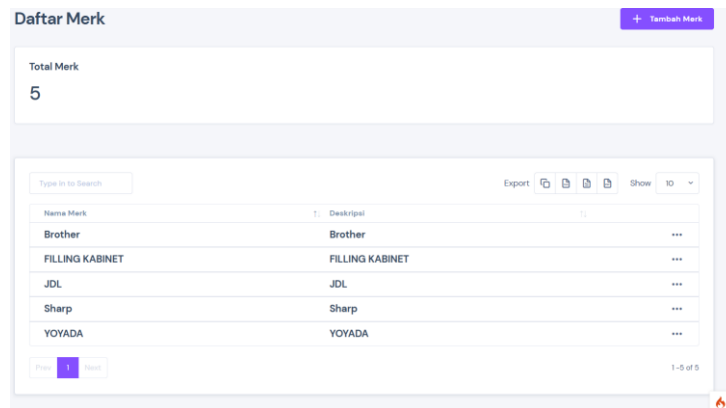 Daftar Merk
+ Tambah Merk
Total Merk
5
Type in to Search
Export
Show 10
Nama Merk Deskripsi
Brother Brother
FILLING KABINET FILLING KABINET
JDL JDL
Sharp Sharp
YOYADA YOYADA
Prev 1 Next
1-5 of 5